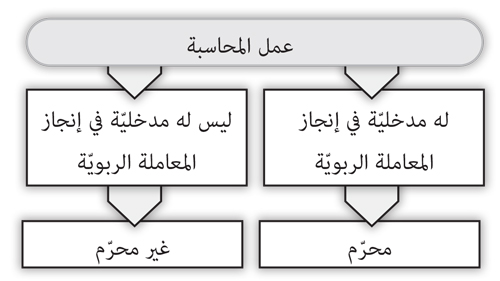 عمل المحاسبة
له مدخليّة في إنجاز
المعاملة الربويّة
ليس له مدخليّة في إنجاز
المعاملة الربويّة
محرّم
غير محرّم